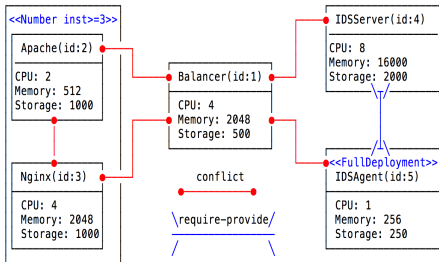 <<Number inst>=3>>
Apache(id:2)
CPU: 2
Memory: 512
Storage: 1000
Nginx(id:3)
CPU: 4
Memory: 2048
Storage: 1000
Balancer(id:1)
CPU: 4
Memory: 2048
Storage: 500
conflict
require-provide
IDSServer(id:4)
CPU: 8
Memory: 16000
Storage: 2000
<<FullDeployment>>
IDSAgent(id:5)
CPU: 1
Memory: 256
Storage: 250